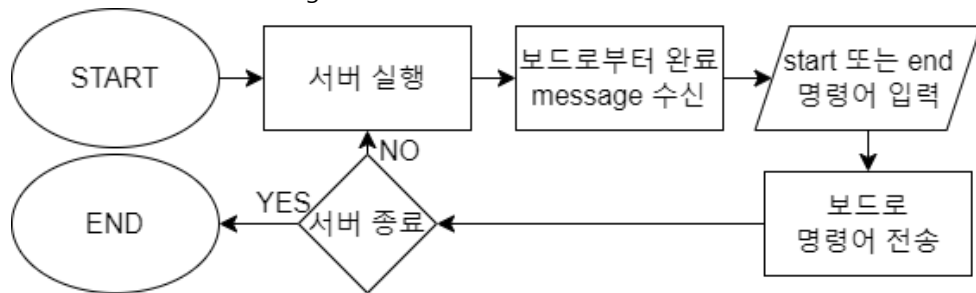 START
서버 실행
보드로부터 완료
message 수신
start 또는 end
명령어 입력
NO
END
YES
서버 종료
보드로
명령어 전송